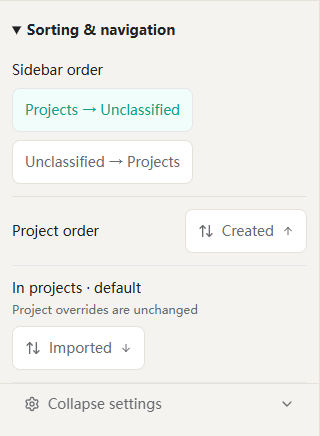 ▼ Sorting & navigation
Sidebar order
Projects → Unclassified
Unclassified → Projects
Project order
Created ↑
In projects · default
Project overrides are unchanged
Imported ↓
Collapse settings